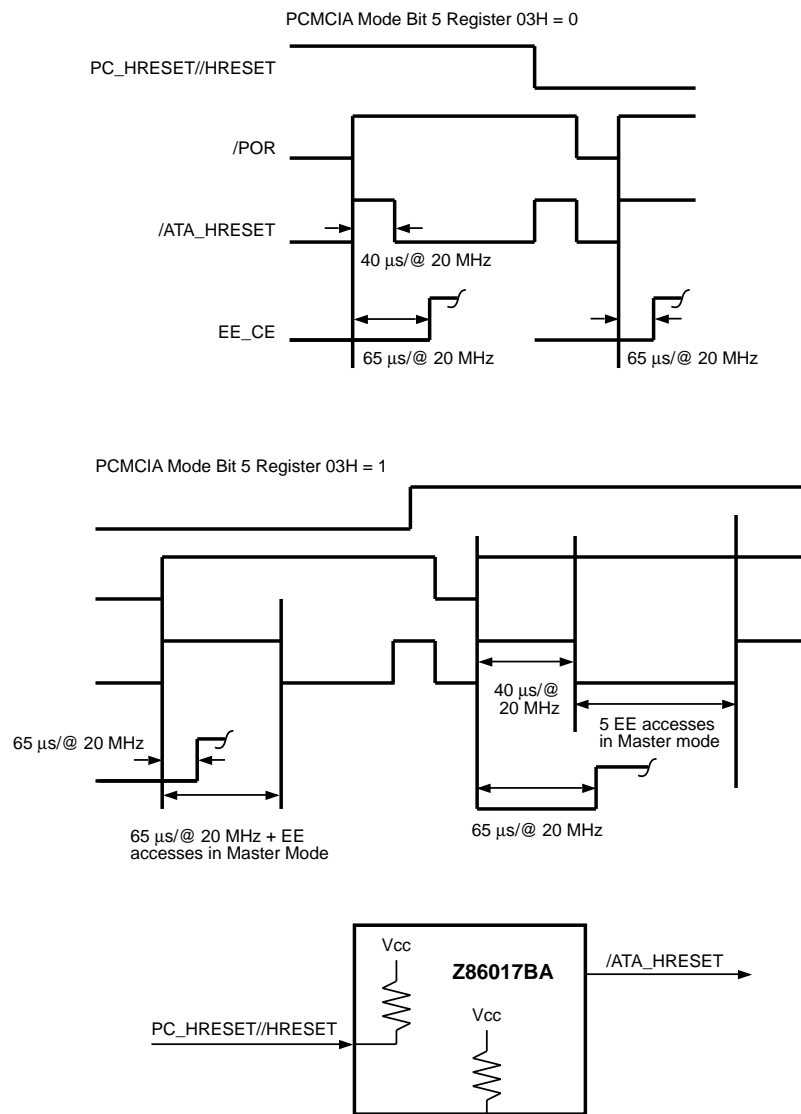 PCMCIA Mode Bit 5 Register 03H = 0
PC_HRESET//HRESET
/POR
/ATA_HRESET
40 µs/@ 20 MHz
EE_CE
65 µs/@ 20 MHz
65 µs/@ 20 MHz
PCMCIA Mode Bit 5 Register 03H = 1
40 µs/@
20 MHz
5 EE accesses
in Master mode
65 µs/@ 20 MHz
65 µs/@ 20 MHz
65 µs/@ 20 MHz + EE
accesses in Master Mode
Vcc
Z86017BA
/ATA_HRESET
Vcc
PC_HRESET//HRESET